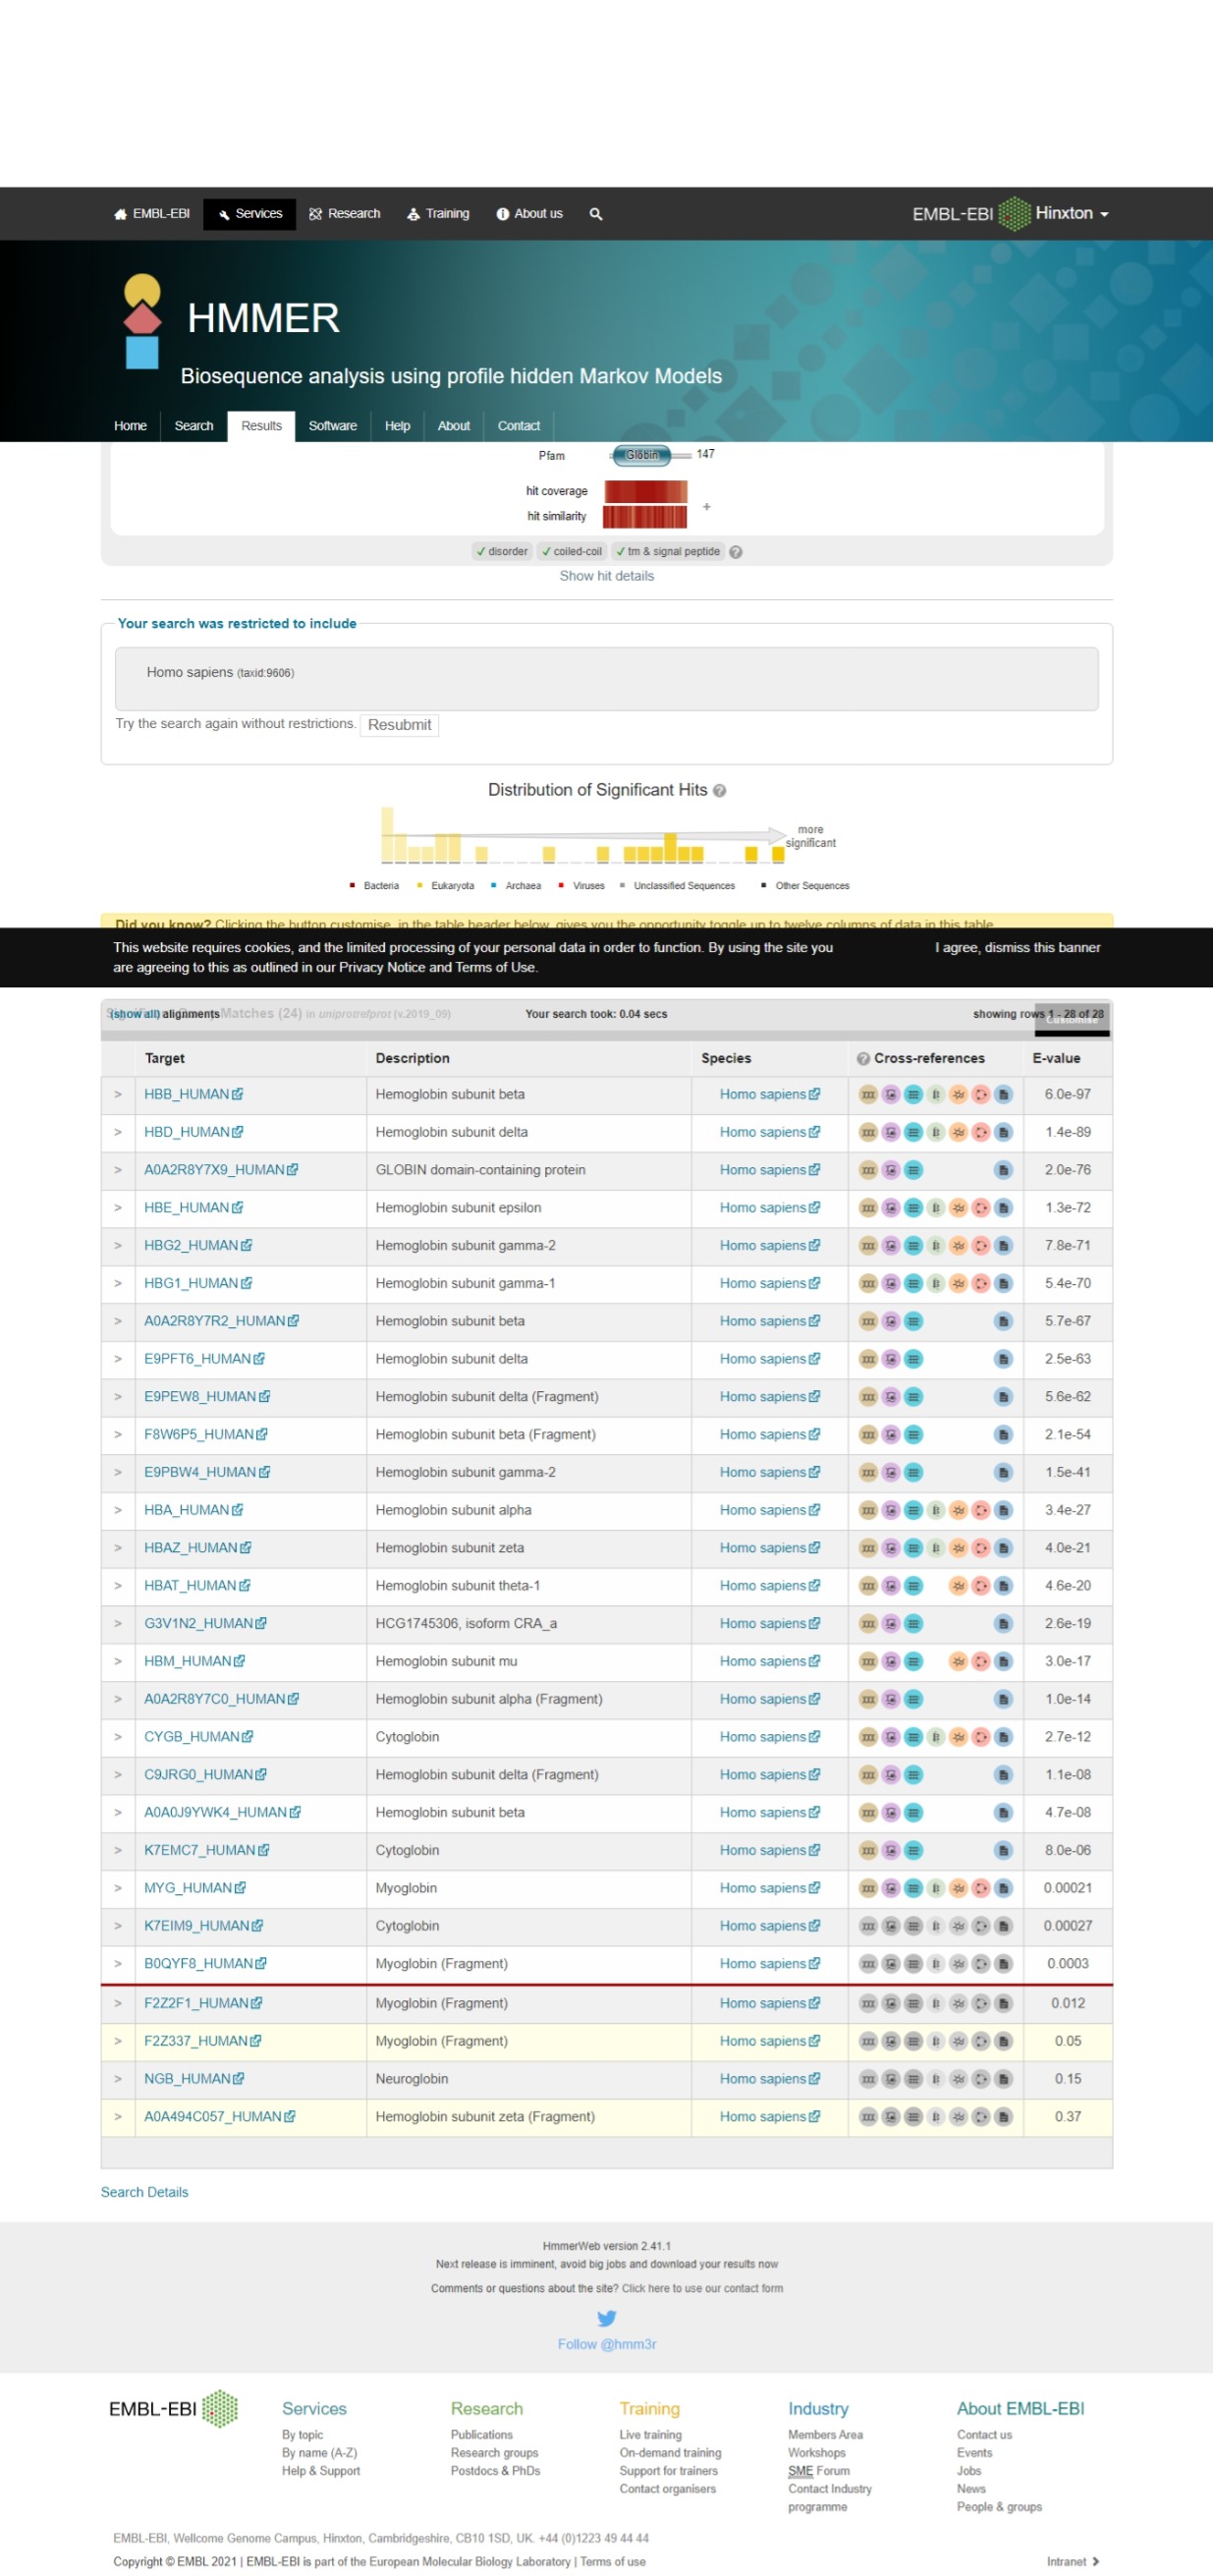 EMBL-EBI Services Research Training About us EMBL-EBI Hinxton
HMMER
Biosequence analysis using profile hidden Markov Models
Home Search Results Software Help About Contact
Pfam Globin 147
hit coverage
hit similarity
disorder coiled-coil tm & signal peptide
Show hit details
Your search was restricted to include
Homo sapiens (taxid:9606)
Try the search again without restrictions. Resubmit
Distribution of Significant Hits
more
significant
Bacteria Eukaryota Archaea Viruses Unclassified Sequences Other Sequences
Did you know? Clicking the button customise, in the table header below, gives you the opportunity toggle up to twelve columns of data in this table
This website requires cookies, and the limited processing of your personal data in order to function. By using the site you I agree, dismiss this banner
are agreeing to this as outlined in our Privacy Notice and Terms of Use.
(show all) alignments Matches (24) in uniprotrefprot (v.2019_09) Your search took: 0.04 secs showing rows 1 - 28 of 28
Customise
Target Description Species Cross-references E-value
> HBB_HUMAN Hemoglobin subunit beta Homo sapiens 6.0e-97
> HBD_HUMAN Hemoglobin subunit delta Homo sapiens 1.4e-89
> A0A2R8Y7X9_HUMAN GLOBIN domain-containing protein Homo sapiens 2.0e-76
> HBE_HUMAN Hemoglobin subunit epsilon Homo sapiens 1.3e-72
> HBG2_HUMAN Hemoglobin subunit gamma-2 Homo sapiens 7.8e-71
> HBG1_HUMAN Hemoglobin subunit gamma-1 Homo sapiens 5.4e-70
> A0A2R8Y7R2_HUMAN Hemoglobin subunit beta Homo sapiens 5.7e-67
> E9PFT6_HUMAN Hemoglobin subunit delta Homo sapiens 2.5e-63
> E9PEW8_HUMAN Hemoglobin subunit delta (Fragment) Homo sapiens 5.6e-62
> F8W6P5_HUMAN Hemoglobin subunit beta (Fragment) Homo sapiens 2.1e-54
> E9PBW4_HUMAN Hemoglobin subunit gamma-2 Homo sapiens 1.5e-41
> HBA_HUMAN Hemoglobin subunit alpha Homo sapiens 3.4e-27
> HBAZ_HUMAN Hemoglobin subunit zeta Homo sapiens 4.0e-21
> HBAT_HUMAN Hemoglobin subunit theta-1 Homo sapiens 4.6e-20
> G3V1N2_HUMAN HCG1745306, isoform CRA_a Homo sapiens 2.6e-19
> HBM_HUMAN Hemoglobin subunit mu Homo sapiens 3.0e-17
> A0A2R8Y7C0_HUMAN Hemoglobin subunit alpha (Fragment) Homo sapiens 1.0e-14
> CYGB_HUMAN Cytoglobin Homo sapiens 2.7e-12
> C9JRG0_HUMAN Hemoglobin subunit delta (Fragment) Homo sapiens 1.1e-08
> A0A0J9YWK4_HUMAN Hemoglobin subunit beta Homo sapiens 4.7e-08
> K7EMC7_HUMAN Cytoglobin Homo sapiens 8.0e-06
> MYG_HUMAN Myoglobin Homo sapiens 0.00021
> K7EIM9_HUMAN Cytoglobin Homo sapiens 0.00027
> B0QYF8_HUMAN Myoglobin (Fragment) Homo sapiens 0.0003
> F2Z2F1_HUMAN Myoglobin (Fragment) Homo sapiens 0.012
> F2Z337_HUMAN Myoglobin (Fragment) Homo sapiens 0.05
> NGB_HUMAN Neuroglobin Homo sapiens 0.15
> A0A494C057_HUMAN Hemoglobin subunit zeta (Fragment) Homo sapiens 0.37
Search Details
HmmerWeb version 2.41.1
Next release is imminent, avoid big jobs and download your results now
Comments or questions about the site? Click here to use our contact form
Follow @hmm3r
EMBL-EBI Services Research Training Industry About EMBL-EBI
By topic Publications Live training Members Area Contact us
By name (A-Z) Research groups On-demand training Workshops Events
Help & Support Postdocs & PhDs Support for trainers SME Forum Jobs
Contact organisers Contact Industry News
programme People & groups
EMBL-EBI, Wellcome Genome Campus, Hinxton, Cambridgeshire, CB10 1SD, UK. +44 (0)1223 49 44 44
Copyright © EMBL 2021 | EMBL-EBI is part of the European Molecular Biology Laboratory | Terms of use Intranet